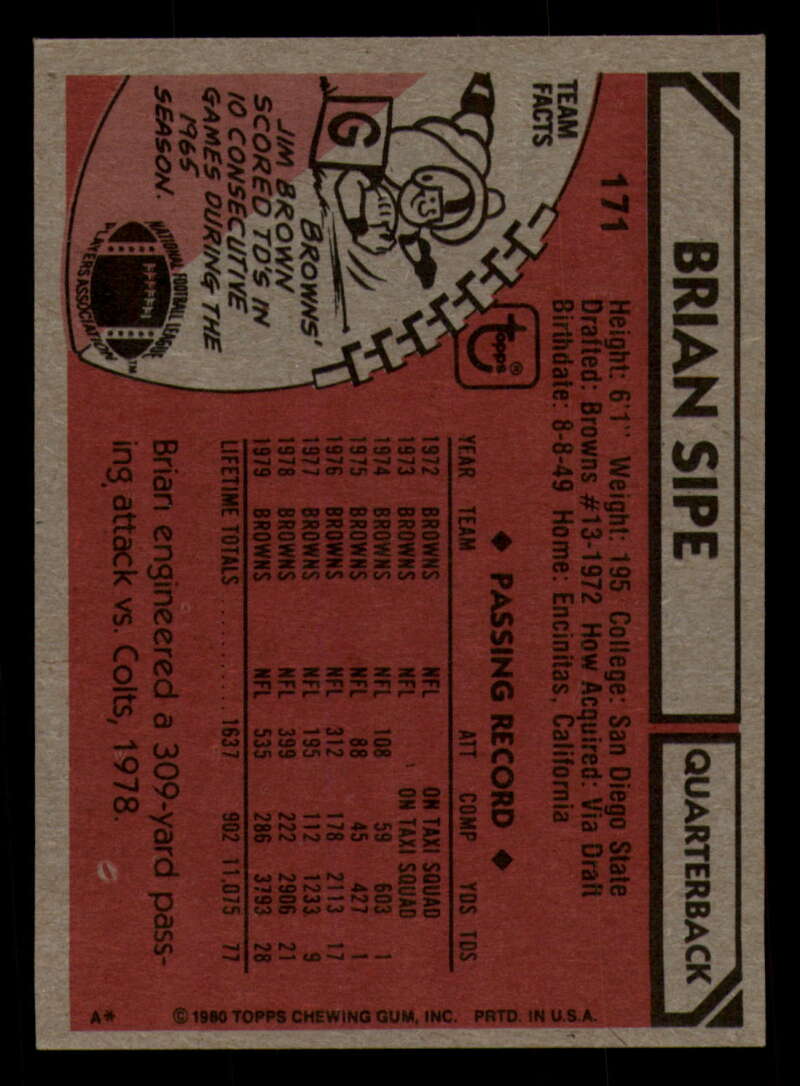 BRIAN SIPE
QUARTERBACK
171
Height: 6'1" Weight: 195 College: San Diego State
Drafted: Browns #13-1972 How Acquired: Via Draft
Birthdate: 8-8-49 Home: Encinitas, California
TEAM
FACTS
G
BROWNS'
JIM BROWN
SCORED TD'S IN
10 CONSECUTIVE
GAMES DURING THE
1965
SEASON.
NATIONAL FOOTBALL LEAGUE
PLAYERS ASSOCIATION™
topps®
◆ PASSING RECORD ◆
YEAR TEAM ATT COMP YDS TDS
1972 BROWNS NFL ON TAXI SQUAD
1973 BROWNS NFL ON TAXI SQUAD
1974 BROWNS NFL 108 59 603 1
1975 BROWNS NFL 88 45 427 1
1976 BROWNS NFL 312 178 2113 17
1977 BROWNS NFL 195 112 1233 9
1978 BROWNS NFL 399 222 2906 21
1979 BROWNS NFL 535 286 3793 28
LIFETIME TOTALS .......... 1637 902 11,075 77
Brian engineered a 309-yard pass-
ing attack vs. Colts, 1978.
A* © 1980 TOPPS CHEWING GUM, INC. PRTD. IN U.S.A.